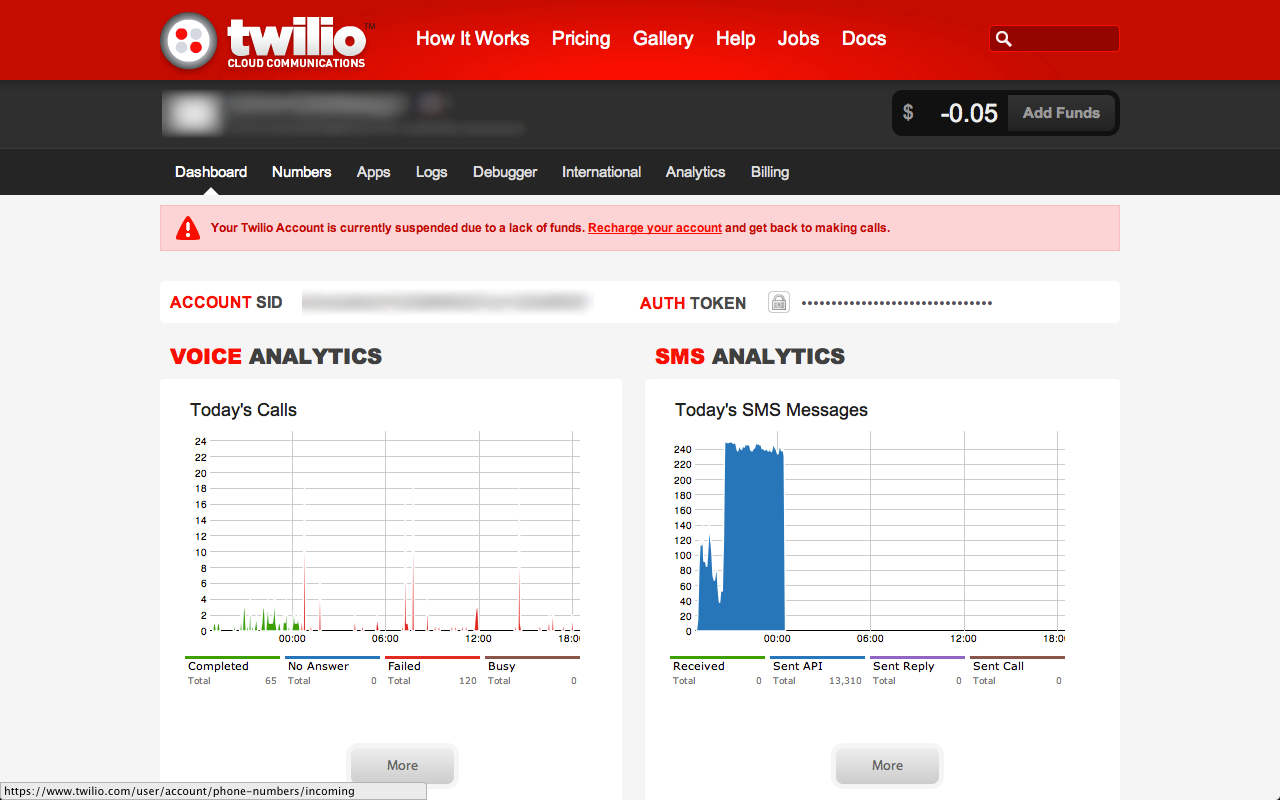 twilio™
CLOUD COMMUNICATIONS
How It Works Pricing Gallery Help Jobs Docs
$ -0.05 Add Funds
Dashboard Numbers Apps Logs Debugger International Analytics Billing
Your Twilio Account is currently suspended due to a lack of funds. Recharge your account and get back to making calls.
ACCOUNT SID
AUTH TOKEN ••••••••••••••••••••••••••••••••
VOICE ANALYTICS
Today's Calls
24
22
20
18
16
14
12
10
8
6
4
2
0
00:00 06:00 12:00 18:00
Completed No Answer Failed Busy
Total 65 Total 0 Total 120 Total 0
More
SMS ANALYTICS
Today's SMS Messages
240
220
200
180
160
140
120
100
80
60
40
20
0
00:00 06:00 12:00 18:00
Received Sent API Sent Reply Sent Call
Total 0 Total 13,310 Total 0 Total 0
More
https://www.twilio.com/user/account/phone-numbers/incoming